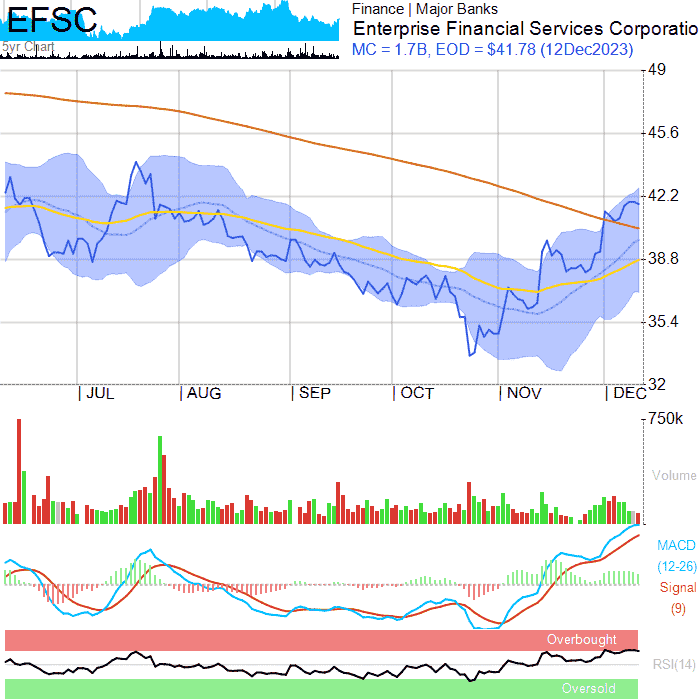 EFSC
5yr Chart
Finance | Major Banks
Enterprise Financial Services Corporatio
MC = 1.7B, EOD = $41.78 (12Dec2023)
49
45.6
42.2
38.8
35.4
32
JUL
AUG
SEP
OCT
NOV
DEC
750k
Volume
MACD
(12-26)
Signal
(9)
Overbought
RSI(14)
Oversold